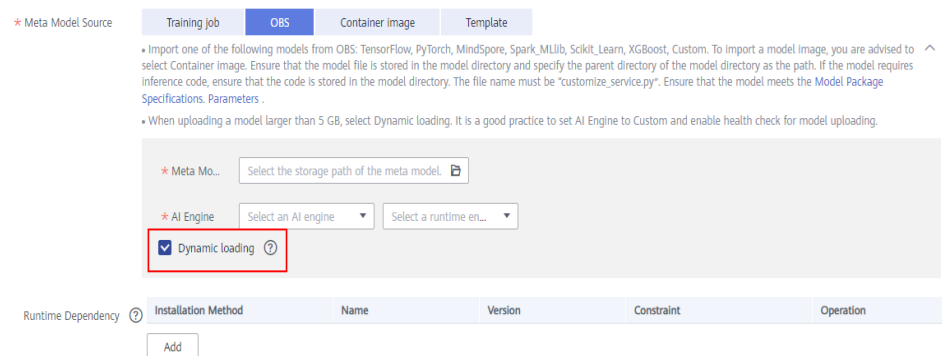 * Meta Model Source Training job OBS Container image Template
• Import one of the following models from OBS: TensorFlow, PyTorch, MindSpore, Spark_MLlib, Scikit_Learn, XGBoost, Custom. To import a model image, you are advised to
select Container image. Ensure that the model file is stored in the model directory and specify the parent directory of the model directory as the path. If the model requires
inference code, ensure that the code is stored in the model directory. The file name must be "customize_service.py". Ensure that the model meets the Model Package
Specifications. Parameters .
• When uploading a model larger than 5 GB, select Dynamic loading. It is a good practice to set AI Engine to Custom and enable health check for model uploading.
* Meta Mo... Select the storage path of the meta model.
* AI Engine Select an AI engine Select a runtime en...
Dynamic loading ?
Runtime Dependency ? Installation Method Name Version Constraint Operation
Add